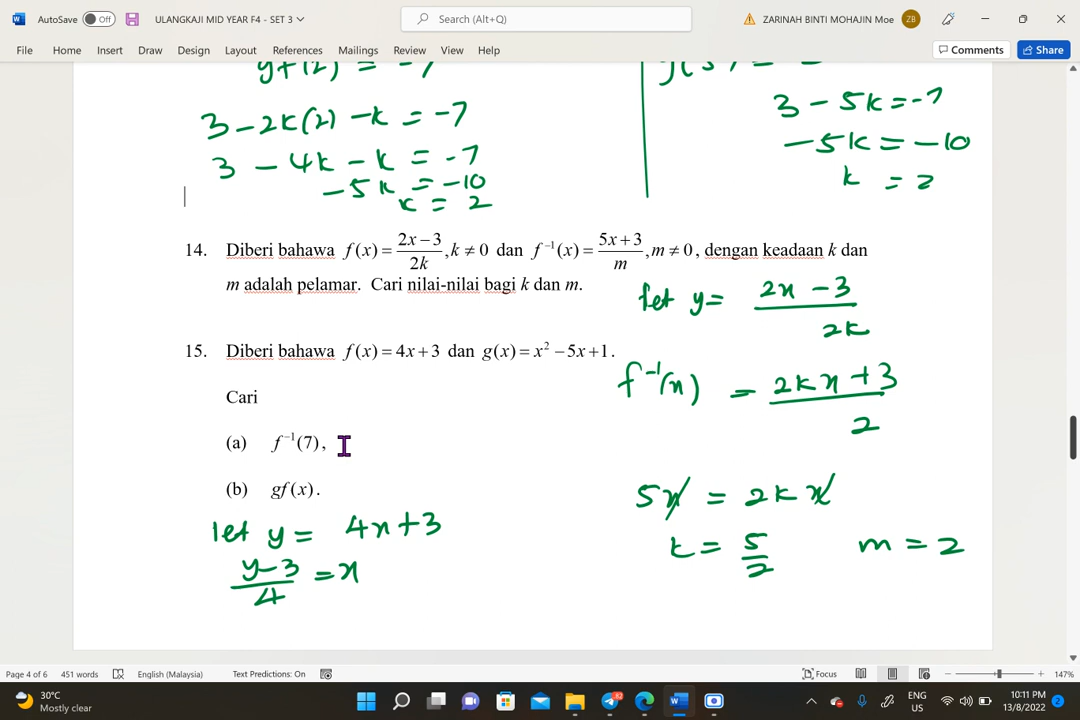 AutoSave Off ULANGKAJI MID YEAR F4 - SET 3 Search (Alt+Q) ZARINAH BINTI MOHAJIN Moe ZB
File Home Insert Draw Design Layout References Mailings Review View Help Comments Share
3 - 2k(2) - k = -7
3 - 4k - k = -7
-5k = -10
k = 2
3 - 5k = -7
-5k = -10
k = 2
14. Diberi bahawa f(x) = (2x - 3)/2k, k ≠ 0 dan f⁻¹(x) = (5x + 3)/m, m ≠ 0, dengan keadaan k dan
m adalah pelamar. Cari nilai-nilai bagi k dan m.
let y = (2x - 3)/2k
f⁻¹(x) = (2kx + 3)/2
5x = 2kx
k = 5/2 m = 2
15. Diberi bahawa f(x) = 4x + 3 dan g(x) = x² - 5x + 1.
Cari
(a) f⁻¹(7),
(b) gf(x).
let y = 4x + 3
(y - 3)/4 = x
Page 4 of 6 451 words English (Malaysia) Text Predictions: On Focus 147%
30°C
Mostly clear
82
ENG
US
10:11 PM
13/8/2022
2